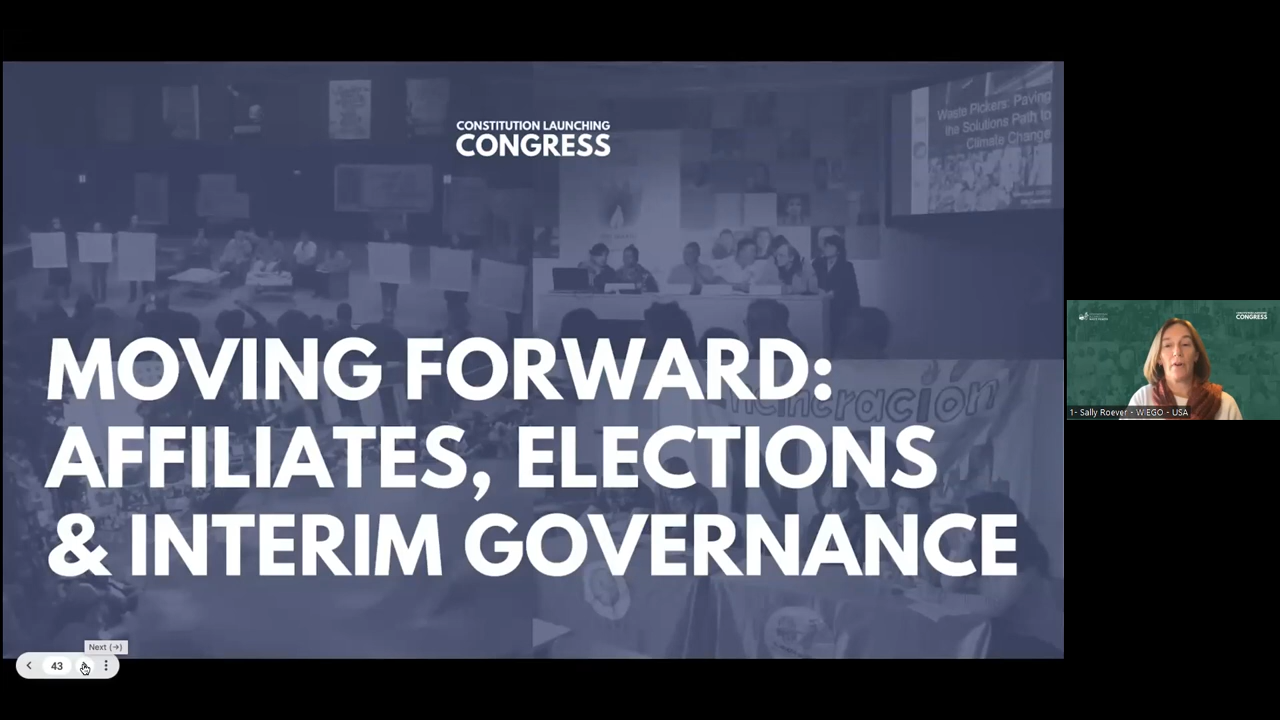 CONSTITUTION LAUNCHING
CONGRESS
Waste Pickers: Paving
the Solutions Path to
Climate Change
MOVING FORWARD:
AFFILIATES, ELECTIONS
& INTERIM GOVERNANCE
Next (→)
43
CONGRESS
1- Sally Roever - WIEGO - USA